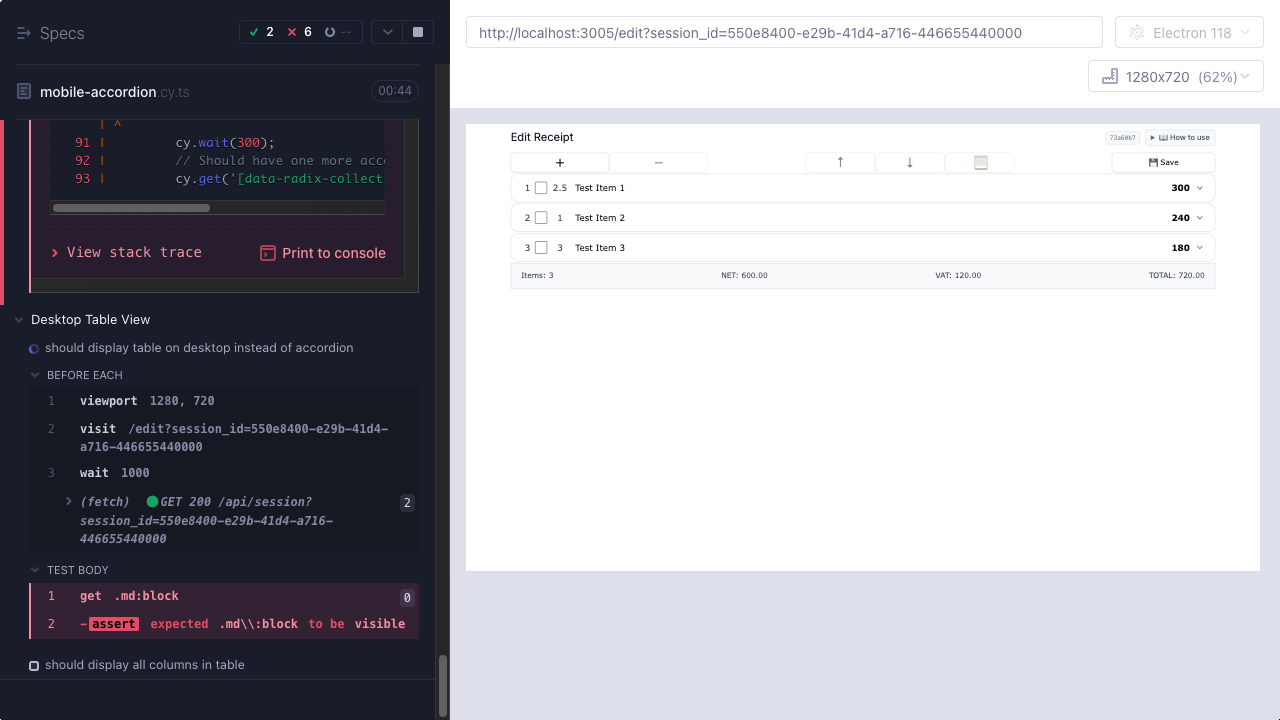 Specs
2
6
--
mobile-accordion.cy.ts
00:44
| ^
91 | cy.wait(300);
92 | // Should have one more acc
93 | cy.get('[data-radix-collect
View stack trace
Print to console
Desktop Table View
should display table on desktop instead of accordion
BEFORE EACH
1 viewport 1280, 720
2 visit /edit?session_id=550e8400-e29b-41d4-
a716-446655440000
3 wait 1000
(fetch) GET 200 /api/session?
session_id=550e8400-e29b-41d4-a716-
446655440000
2
TEST BODY
1 get .md:block 0
2 -assert expected .md\\:block to be visible
should display all columns in table
http://localhost:3005/edit?session_id=550e8400-e29b-41d4-a716-446655440000
Electron 118
1280x720 (62%)
Edit Receipt
73a60b7
How to use
+
−
↑
↓
Save
1 2.5 Test Item 1 300
2 1 Test Item 2 240
3 3 Test Item 3 180
Items: 3 NET: 600.00 VAT: 120.00 TOTAL: 720.00